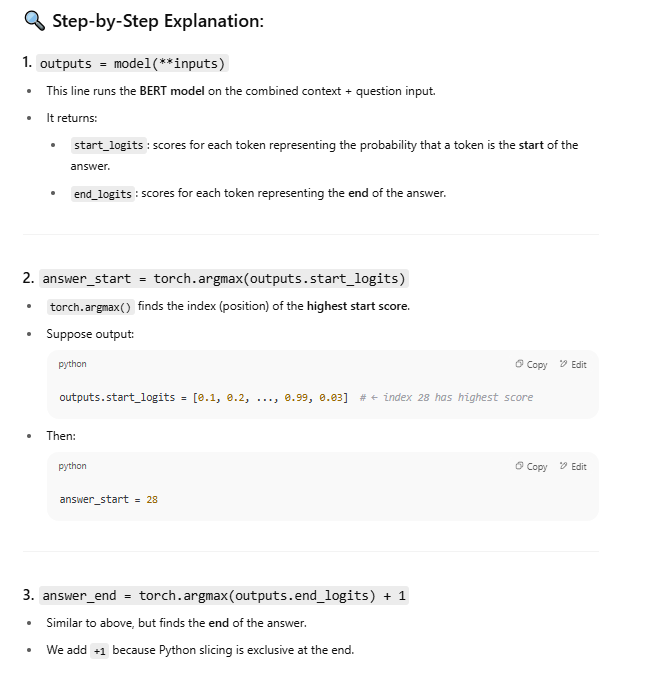 🔍 Step-by-Step Explanation:
1. outputs = model(**inputs)
• This line runs the BERT model on the combined context + question input.
• It returns:
• start_logits : scores for each token representing the probability that a token is the start of the
answer.
• end_logits : scores for each token representing the end of the answer.
2. answer_start = torch.argmax(outputs.start_logits)
• torch.argmax() finds the index (position) of the highest start score.
• Suppose output:
python Copy Edit
outputs.start_logits = [0.1, 0.2, ..., 0.99, 0.03] # ← index 28 has highest score
• Then:
python Copy Edit
answer_start = 28
3. answer_end = torch.argmax(outputs.end_logits) + 1
• Similar to above, but finds the end of the answer.
• We add +1 because Python slicing is exclusive at the end.